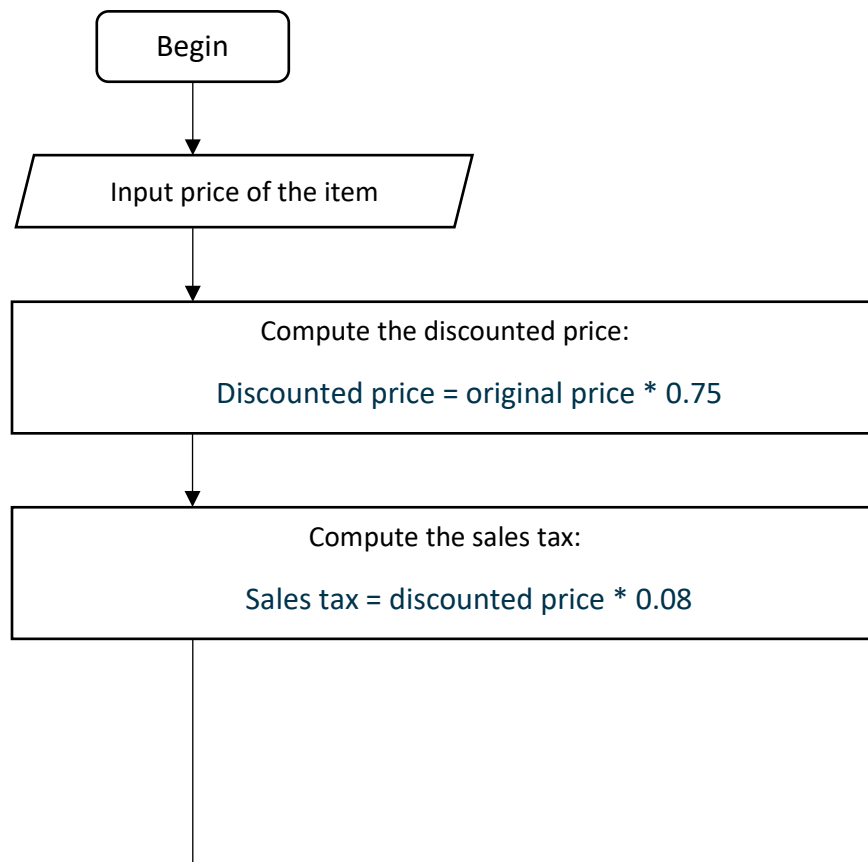 Begin
Input price of the item
Compute the discounted price:
Discounted price = original price * 0.75
Compute the sales tax:
Sales tax = discounted price * 0.08